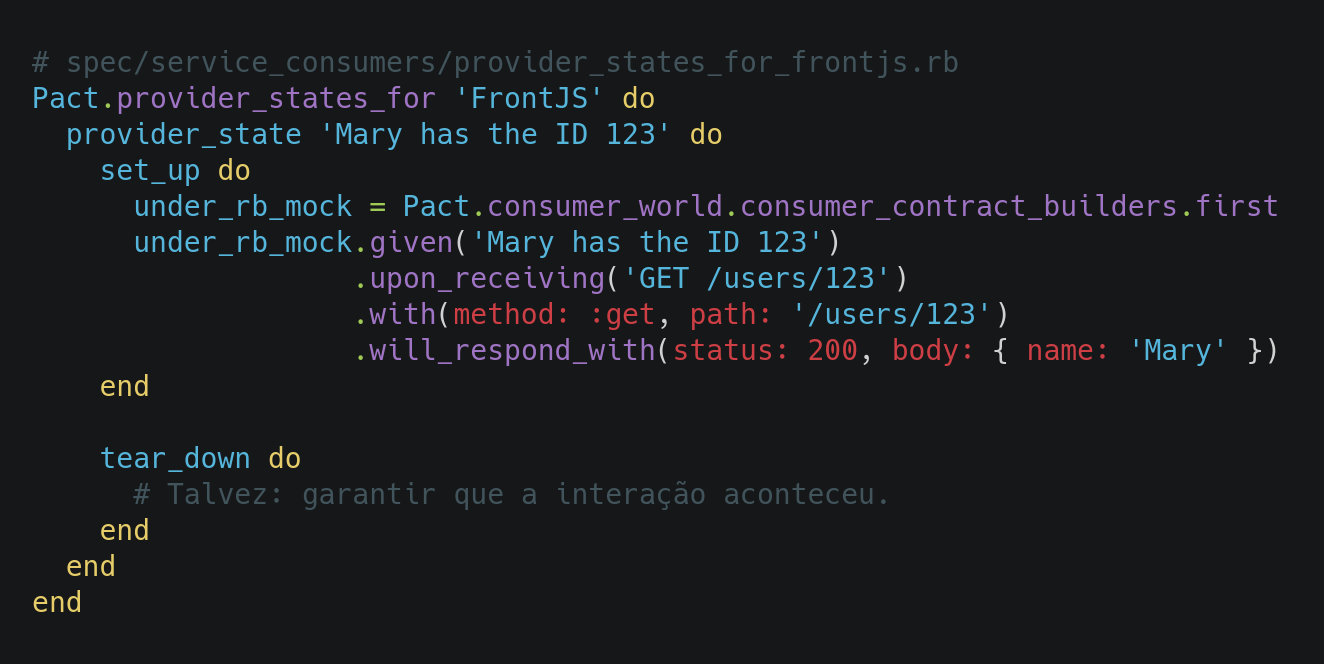 # spec/service_consumers/provider_states_for_frontjs.rb
Pact.provider_states_for 'FrontJS' do
  provider_state 'Mary has the ID 123' do
    set_up do
      under_rb_mock = Pact.consumer_world.consumer_contract_builders.first
      under_rb_mock.given('Mary has the ID 123')
                   .upon_receiving('GET /users/123')
                   .with(method: :get, path: '/users/123')
                   .will_respond_with(status: 200, body: { name: 'Mary' })
    end

    tear_down do
      # Talvez: garantir que a interação aconteceu.
    end
  end
end